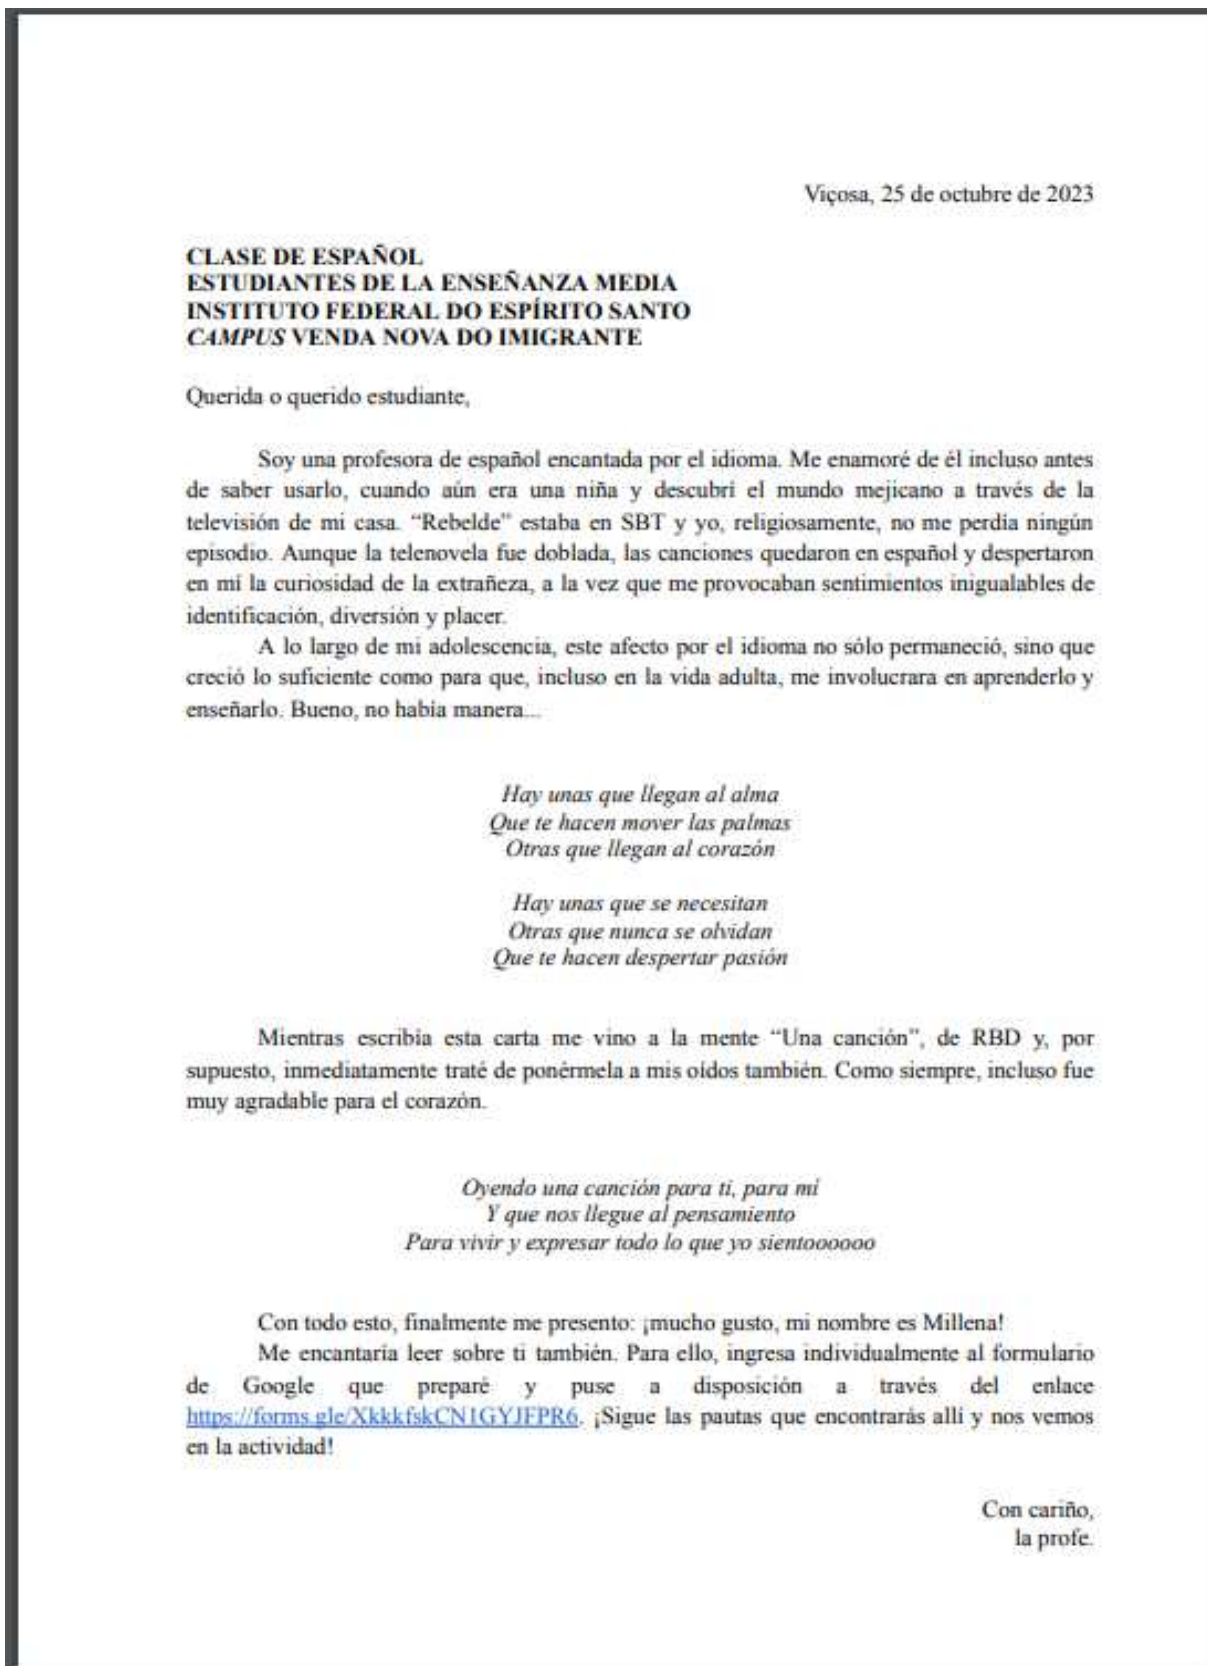 Viçosa, 25 de octubre de 2023
CLASE DE ESPAÑOL
ESTUDIANTES DE LA ENSEÑANZA MEDIA
INSTITUTO FEDERAL DO ESPÍRITO SANTO
CAMPUS VENDA NOVA DO IMIGRANTE
Querida o querido estudiante,
Soy una profesora de español encantada por el idioma. Me enamoré de él incluso antes
de saber usarlo, cuando aún era una niña y descubrí el mundo mejicano a través de la
televisión de mi casa. “Rebelde” estaba en SBT y yo, religiosamente, no me perdía ningún
episodio. Aunque la telenovela fue doblada, las canciones quedaron en español y despertaron
en mí la curiosidad de la extrañeza, a la vez que me provocaban sentimientos inigualables de
identificación, diversión y placer.
A lo largo de mi adolescencia, este afecto por el idioma no sólo permaneció, sino que
creció lo suficiente como para que, incluso en la vida adulta, me involucrara en aprenderlo y
enseñarlo. Bueno, no había manera...
Hay unas que llegan al alma
Que te hacen mover las palmas
Otras que llegan al corazón
Hay unas que se necesitan
Otras que nunca se olvidan
Que te hacen despertar pasión
Mientras escribía esta carta me vino a la mente “Una canción”, de RBD y, por
supuesto, inmediatamente traté de ponérmela a mis oídos también. Como siempre, incluso fue
muy agradable para el corazón.
Oyendo una canción para ti, para mí
Y que nos llegue al pensamiento
Para vivir y expresar todo lo que yo sientoooooo
Con todo esto, finalmente me presento: ¡mucho gusto, mi nombre es Millena!
Me encantaría leer sobre ti también. Para ello, ingresa individualmente al formulario
de Google que preparé y puse a disposición a través del enlace
https://forms.gle/XkkkfskCN1GYJFPR6. ¡Sigue las pautas que encontrarás allí y nos vemos
en la actividad!
Con cariño,
la profe.